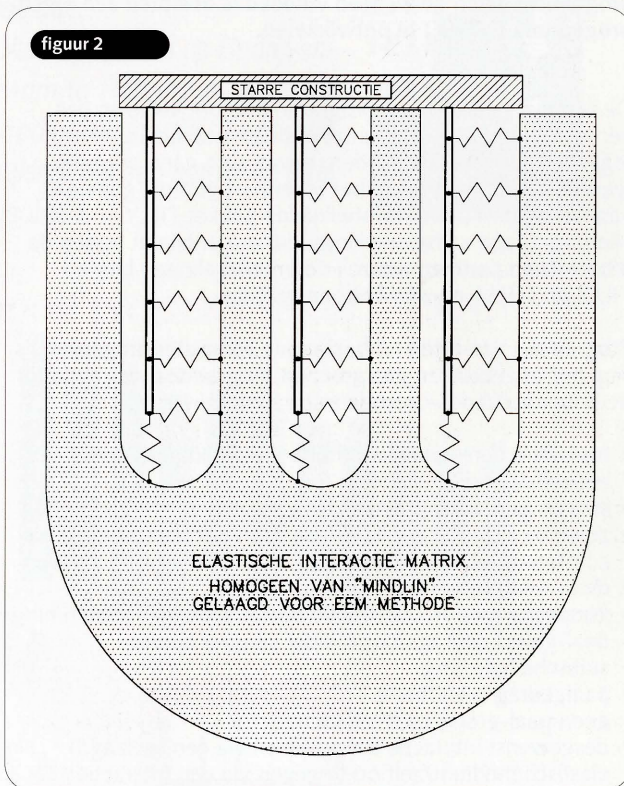 figuur 2
STARRE CONSTRUCTIE
ELASTISCHE INTERACTIE MATRIX
HOMOGEEN VAN "MINDLIN"
GELAAGD VOOR EEM METHODE